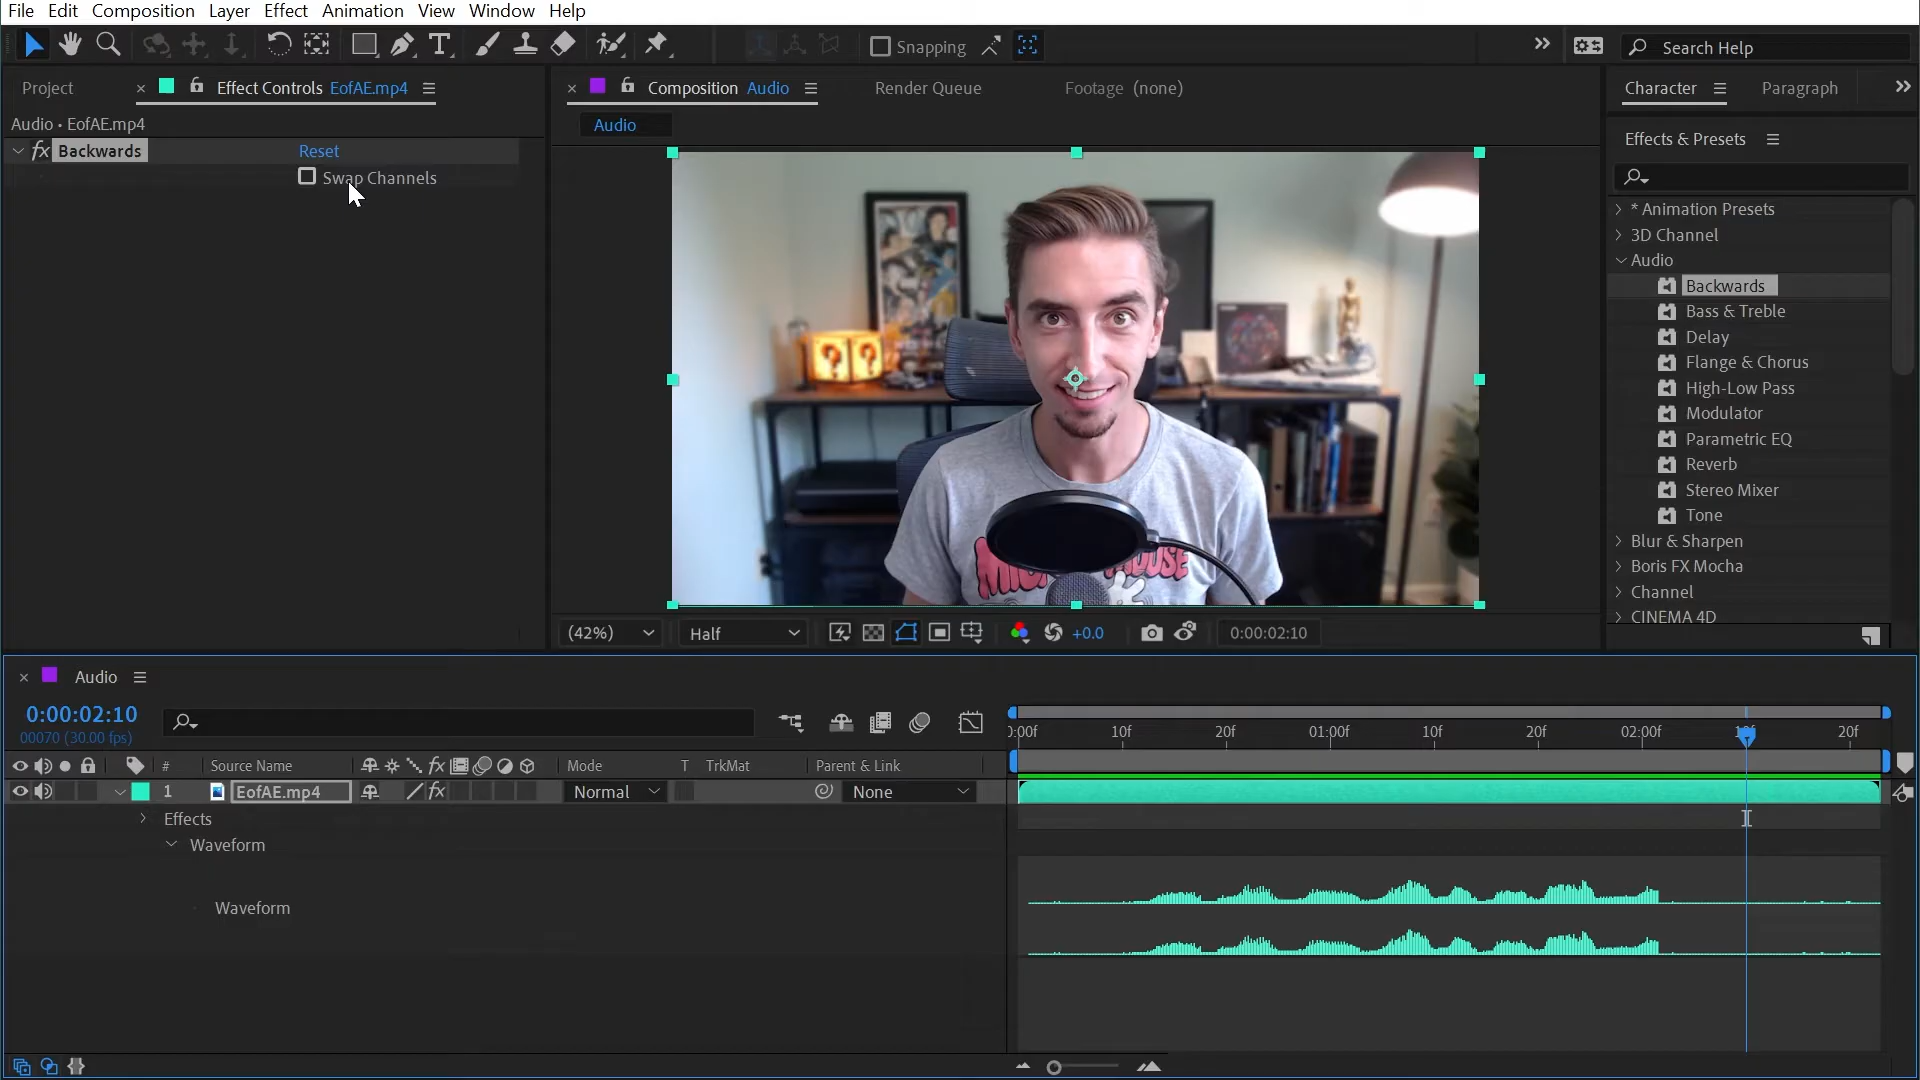 File Edit Composition Layer Effect Animation View Window Help
Snapping
Search Help
Project
Effect Controls EofAE.mp4
Composition Audio
Render Queue
Footage (none)
Character
Paragraph
Audio • EofAE.mp4
Audio
fx Backwards
Reset
Swap Channels
Effects & Presets
* Animation Presets
3D Channel
Audio
Backwards
Bass & Treble
Delay
Flange & Chorus
High-Low Pass
Modulator
Parametric EQ
Reverb
Stereo Mixer
Tone
Blur & Sharpen
Boris FX Mocha
Channel
CINEMA 4D
(42%)
Half
+0.0
0:00:02:10
Audio
0:00:02:10
00070 (30.00 fps)
10f
20f
01:00f
10f
20f
02:00f
20f
# Source Name
fx
Mode
T TrkMat
Parent & Link
1 EofAE.mp4
fx
Normal
None
Effects
Waveform
Waveform